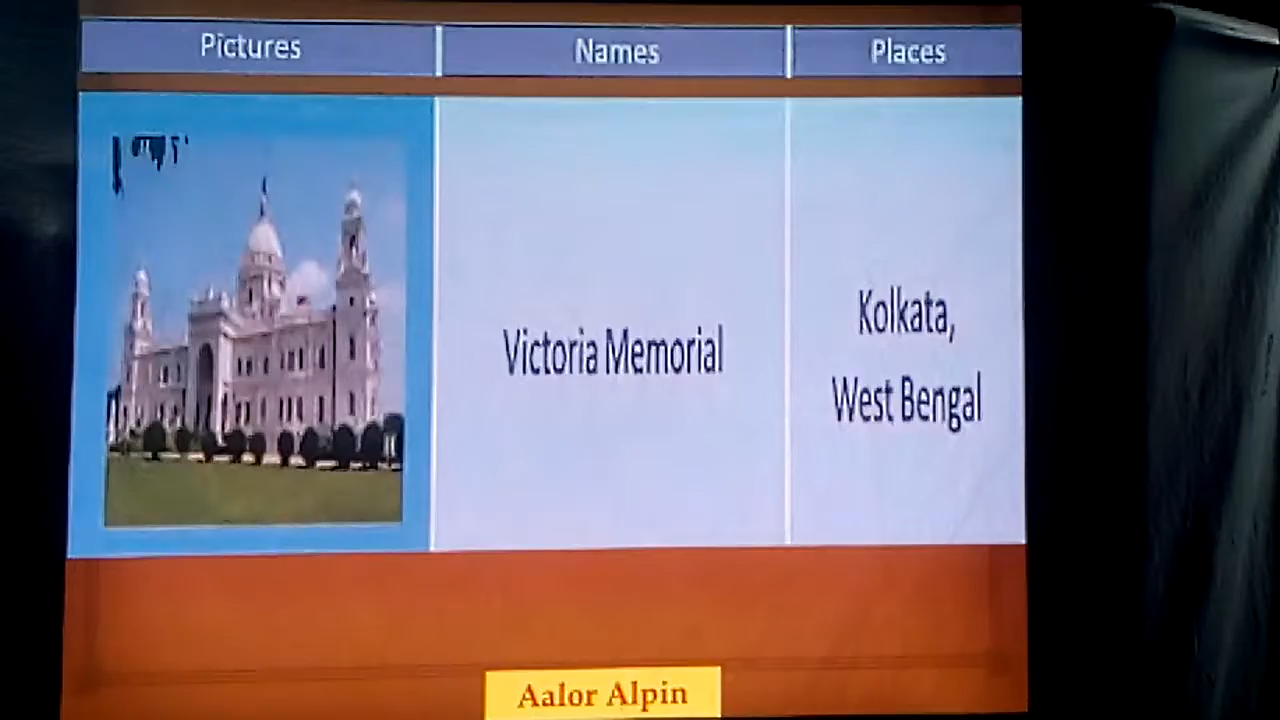 Pictures
Names
Places
Victoria Memorial
Kolkata,
West Bengal
Aalor Alpin